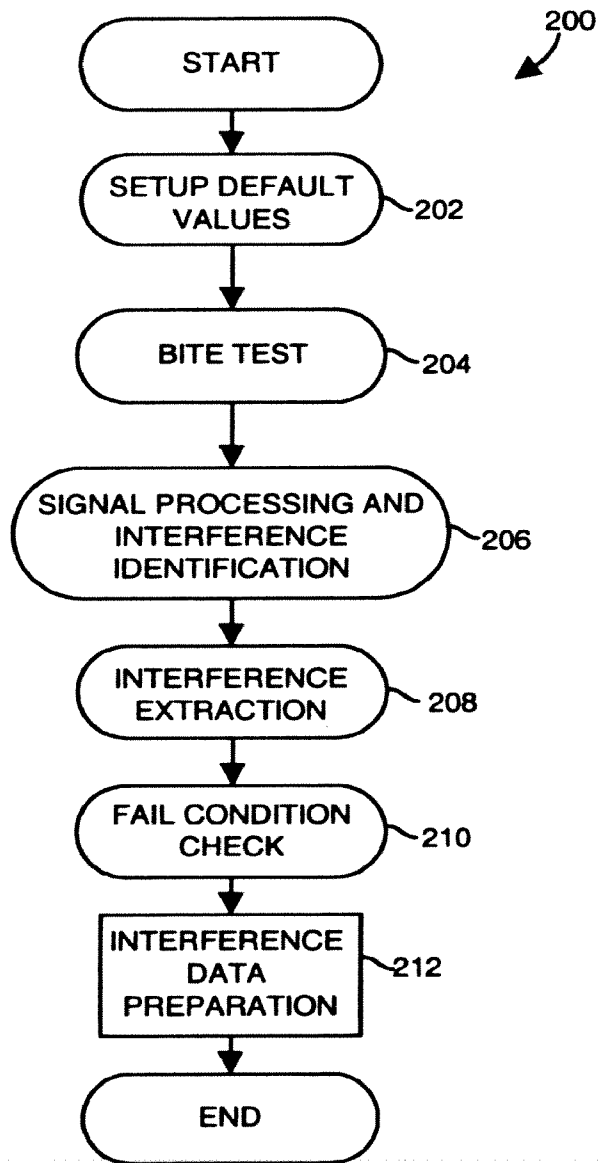 200
START
SETUP DEFAULT
VALUES
202
BITE TEST
204
SIGNAL PROCESSING AND
INTERFERENCE
IDENTIFICATION
206
INTERFERENCE
EXTRACTION
208
FAIL CONDITION
CHECK
210
INTERFERENCE
DATA
PREPARATION
212
END